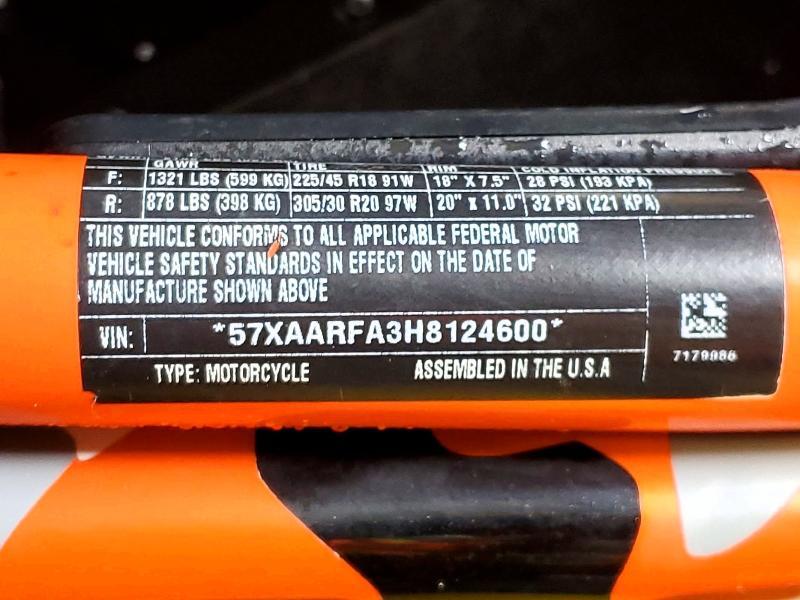 GAWR TIRE RIM COLD INFLATION PRESSURE
F: 1321 LBS (599 KG) 225/45 R18 91W 18" X 7.5" 28 PSI (193 KPA)
R: 878 LBS (398 KG) 305/30 R20 97W 20" x 11.0" 32 PSI (221 KPA)
THIS VEHICLE CONFORMS TO ALL APPLICABLE FEDERAL MOTOR
VEHICLE SAFETY STANDARDS IN EFFECT ON THE DATE OF
MANUFACTURE SHOWN ABOVE
VIN: *57XAARFA3H8124600*
7179986
TYPE: MOTORCYCLE ASSEMBLED IN THE U.S.A